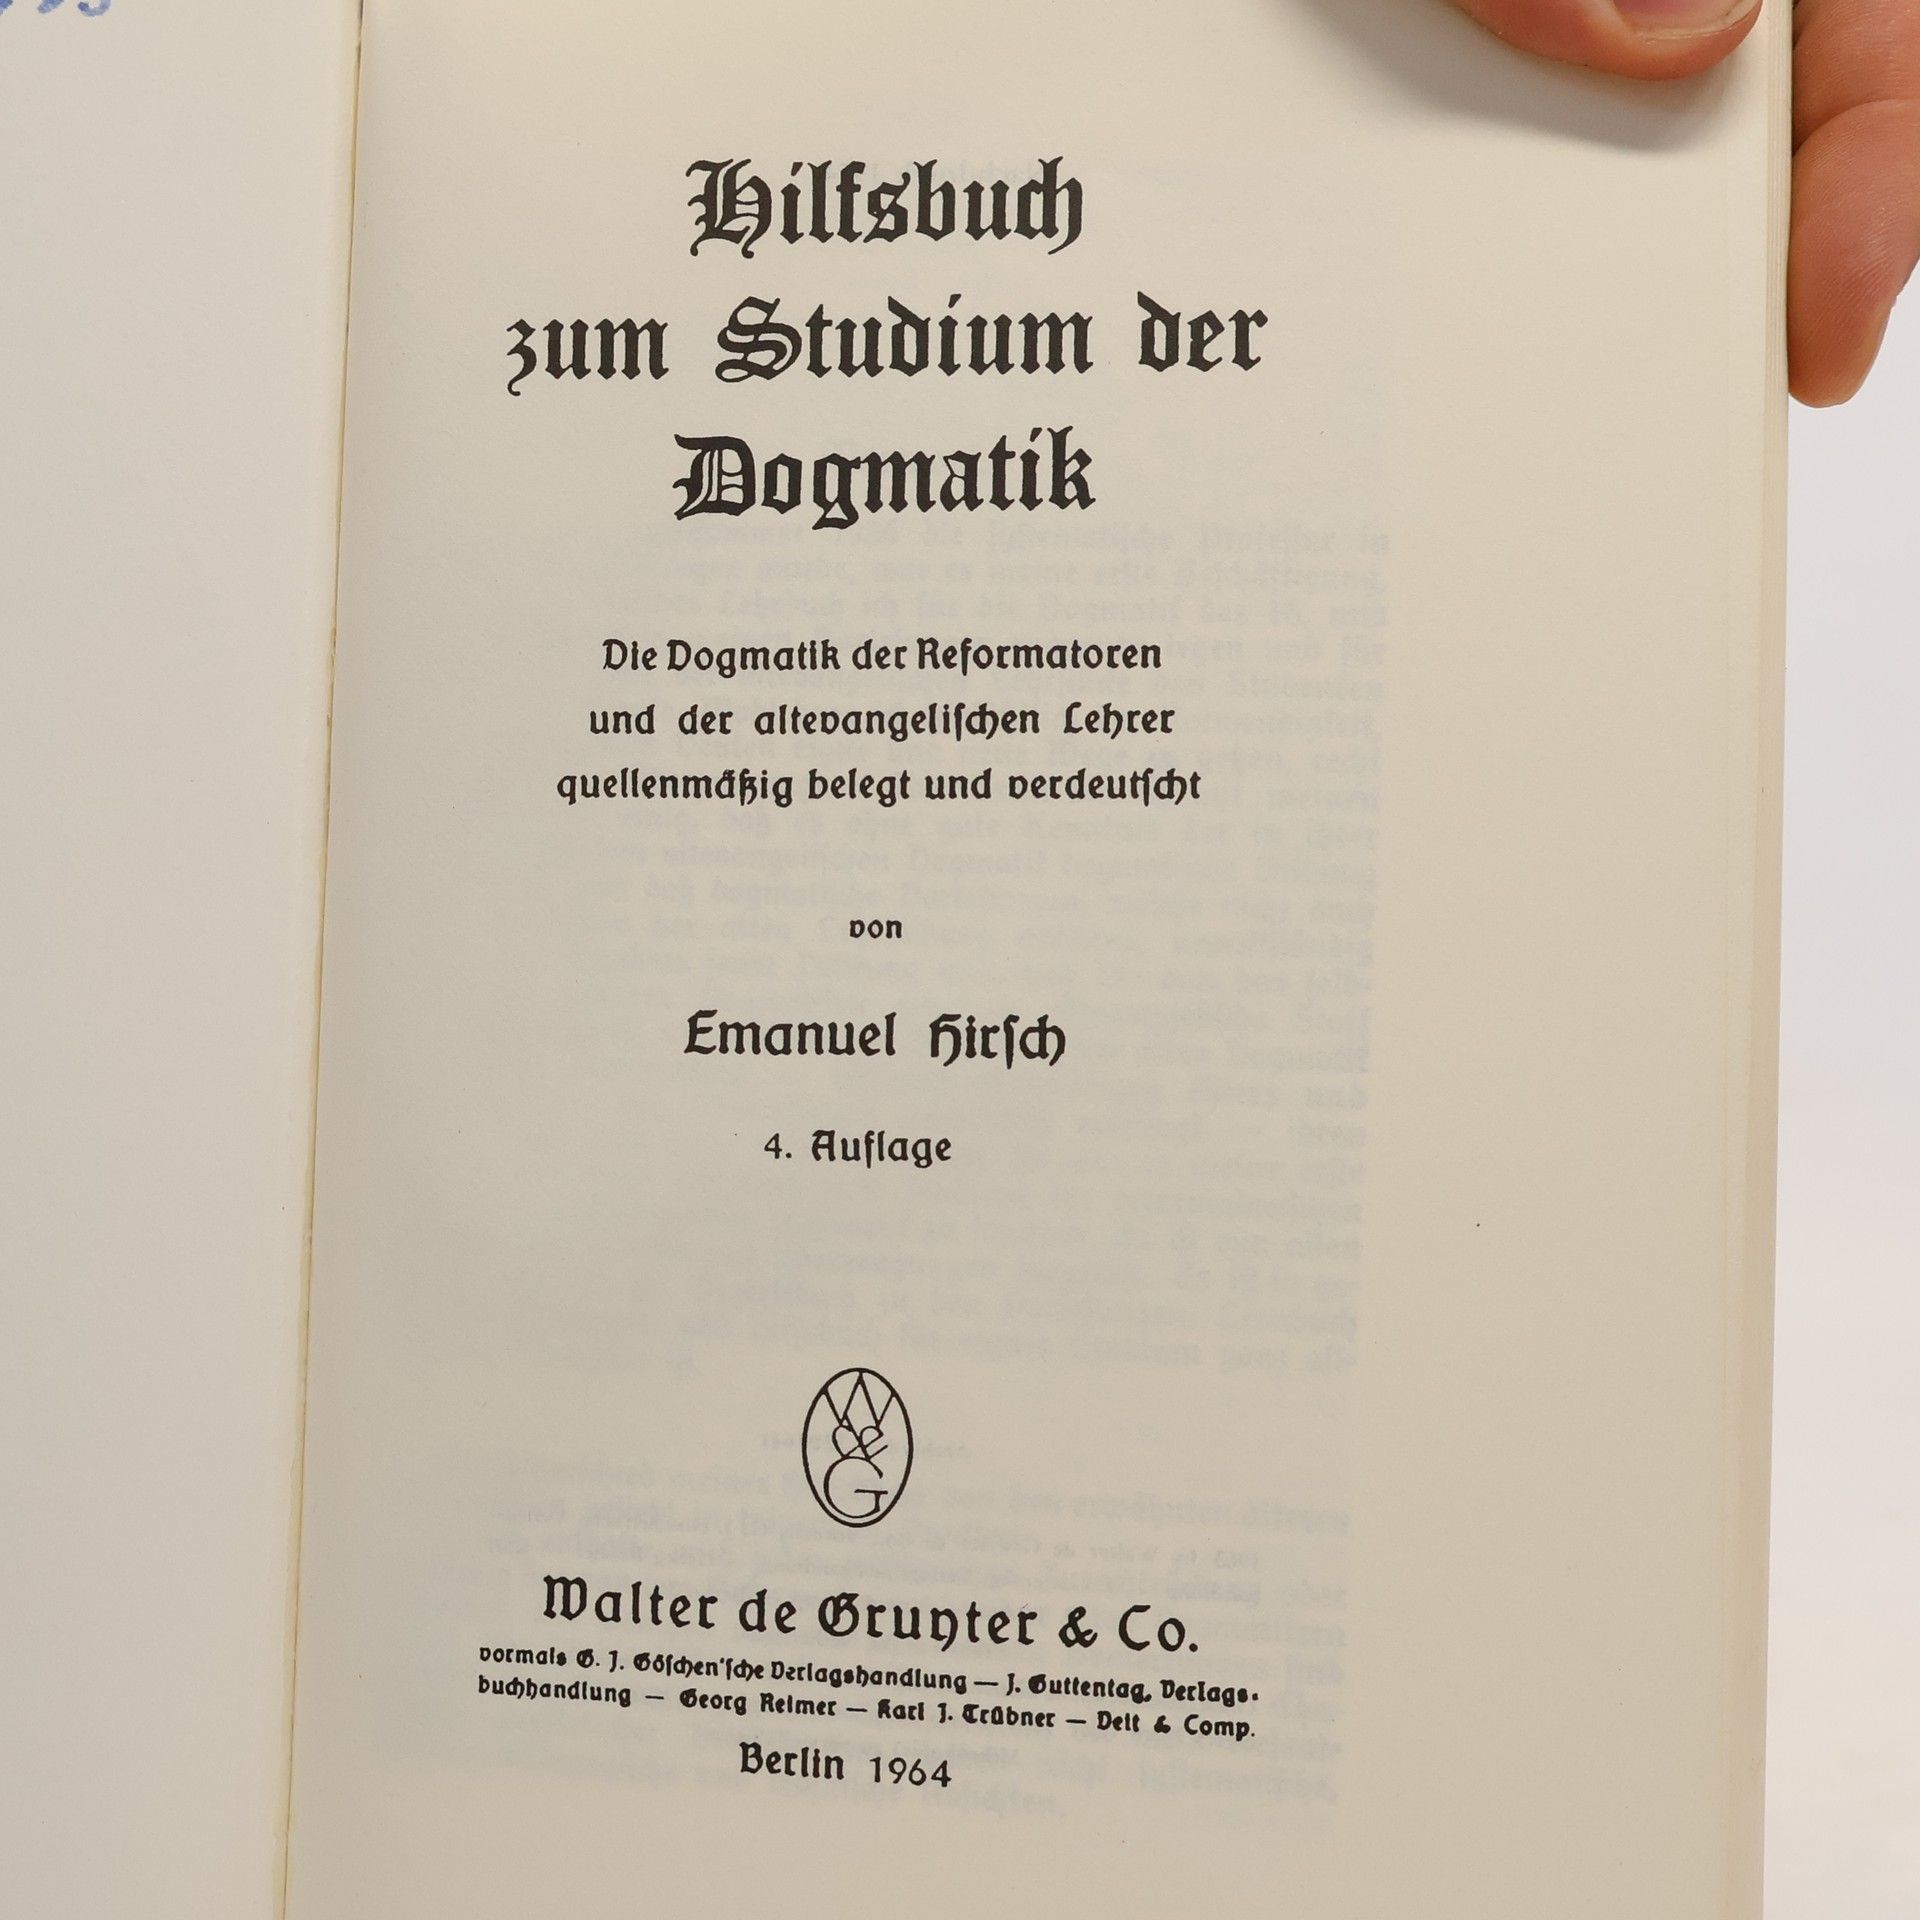 Hilfsbuch
zum Studium der
Dogmatik
Die Dogmatik der Reformatoren
und der altevangeliſchen Lehrer
quellenmäßig belegt und verdeutſcht
von
Emanuel Hirſch
4. Auflage
W
de
G
Walter de Gruyter & Co.
vormals G. J. Göſchen'ſche Verlagshandlung — J. Guttentag, Verlags-
buchhandlung — Georg Reimer — Karl J. Trübner — Veit & Comp.
Berlin 1964